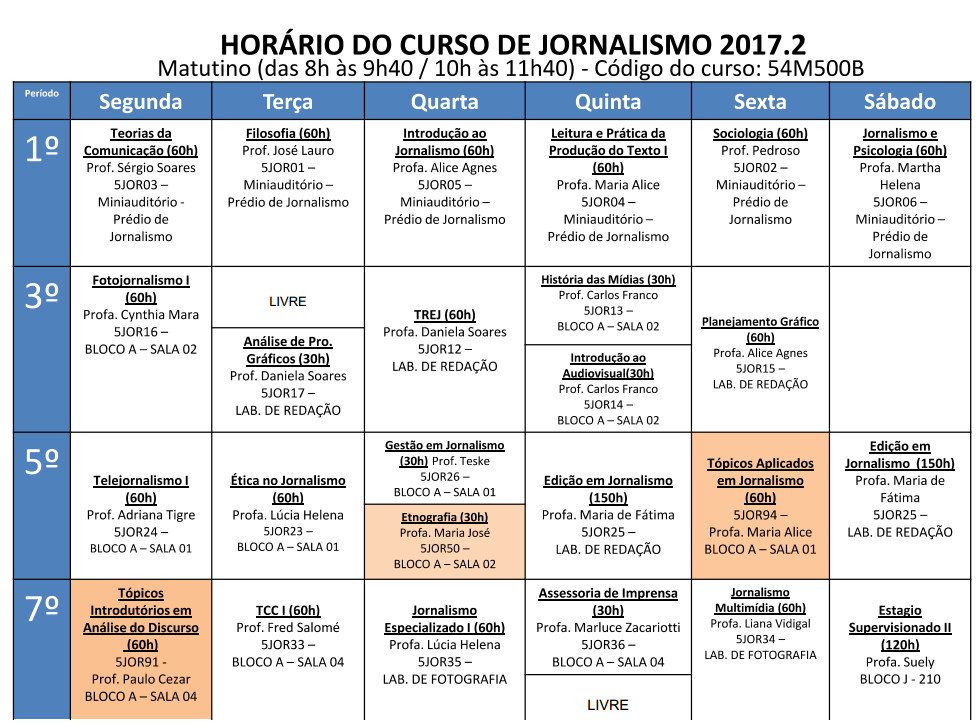 HORÁRIO DO CURSO DE JORNALISMO 2017.2
Matutino (das 8h às 9h40 / 10h às 11h40) - Código do curso: 54M500B
Período
Segunda
Terça
Quarta
Quinta
Sexta
Sábado
1º
Teorias da
Comunicação (60h)
Prof. Sérgio Soares
5JOR03 –
Miniauditório -
Prédio de
Jornalismo
Filosofia (60h)
Prof. José Lauro
5JOR01 –
Miniauditório –
Prédio de Jornalismo
Introdução ao
Jornalismo (60h)
Profa. Alice Agnes
5JOR05 –
Miniauditório –
Prédio de Jornalismo
Leitura e Prática da
Produção do Texto I
(60h)
Profa. Maria Alice
5JOR04 –
Miniauditório –
Prédio de Jornalismo
Sociologia (60h)
Prof. Pedroso
5JOR02 –
Miniauditório –
Prédio de
Jornalismo
Jornalismo e
Psicologia (60h)
Profa. Martha
Helena
5JOR06 –
Miniauditório –
Prédio de
Jornalismo
3º
Fotojornalismo I
(60h)
Profa. Cynthia Mara
5JOR16 –
BLOCO A – SALA 02
LIVRE
Análise de Pro.
Gráficos (30h)
Prof. Daniela Soares
5JOR17 –
LAB. DE REDAÇÃO
TREJ (60h)
Profa. Daniela Soares
5JOR12 –
LAB. DE REDAÇÃO
História das Mídias (30h)
Prof. Carlos Franco
5JOR13 –
BLOCO A – SALA 02
Introdução ao
Audiovisual(30h)
Prof. Carlos Franco
5JOR14 –
BLOCO A – SALA 02
Planejamento Gráfico
(60h)
Profa. Alice Agnes
5JOR15 –
LAB. DE REDAÇÃO
5º
Telejornalismo I
(60h)
Prof. Adriana Tigre
5JOR24 –
BLOCO A – SALA 01
Ética no Jornalismo
(60h)
Prof. Lúcia Helena
5JOR23 –
BLOCO A – SALA 01
Gestão em Jornalismo
(30h) Prof. Teske
5JOR26 –
BLOCO A – SALA 01
Etnografia (30h)
Profa. Maria José
5JOR50 –
BLOCO A – SALA 02
Edição em Jornalismo
(150h)
Prof. Maria de Fátima
5JOR25 –
LAB. DE REDAÇÃO
Tópicos Aplicados
em Jornalismo
(60h)
5JOR94 –
Profa. Maria Alice
BLOCO A – SALA 01
Edição em
Jornalismo (150h)
Profa. Maria de
Fátima
5JOR25 –
LAB. DE REDAÇÃO
7º
Tópicos
Introdutórios em
Análise do Discurso
(60h)
5JOR91 -
Prof. Paulo Cezar
BLOCO A – SALA 04
TCC I (60h)
Prof. Fred Salomé
5JOR33 –
BLOCO A – SALA 04
Jornalismo
Especializado I (60h)
Profa. Lúcia Helena
5JOR35 –
LAB. DE FOTOGRAFIA
Assessoria de Imprensa
(30h)
Profa. Marluce Zacariotti
5JOR36 –
BLOCO A – SALA 04
LIVRE
Jornalismo
Multimídia (60h)
Profa. Liana Vidigal
5JOR34 –
LAB. DE FOTOGRAFIA
Estagio
Supervisionado II
(120h)
Profa. Suely
BLOCO J - 210